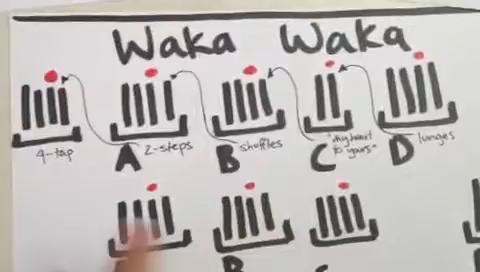 Waka Waka
4-tap A 2-steps B shuffles C "my heart to yours" D lunges
B